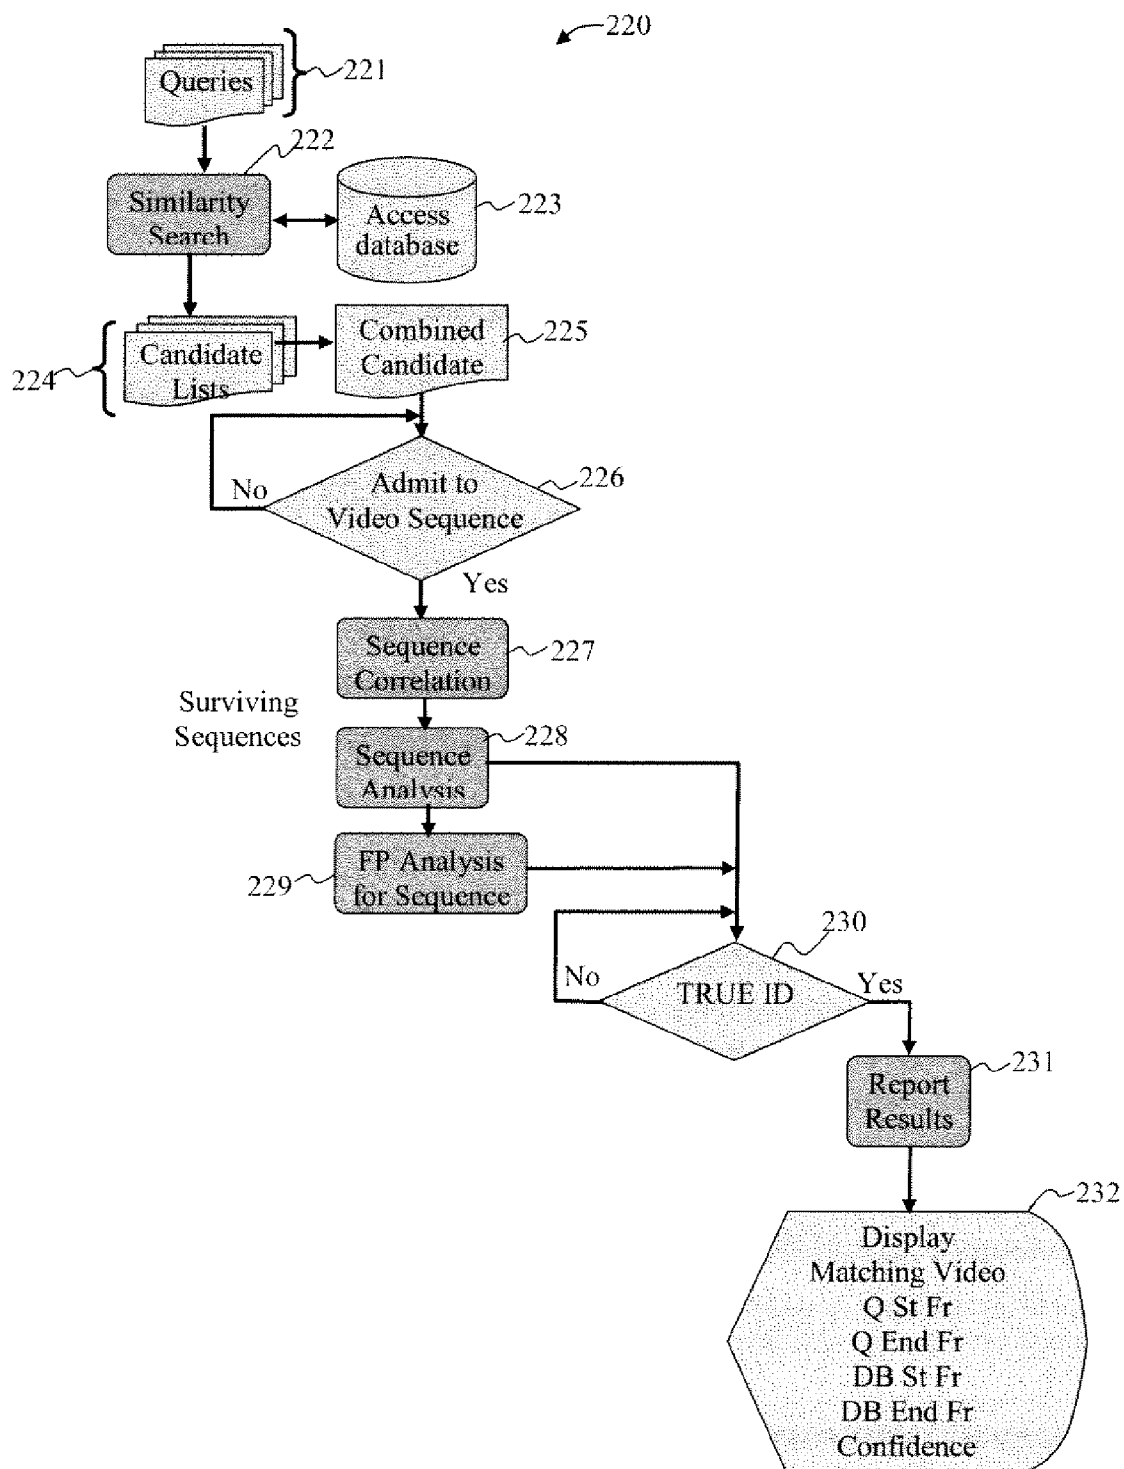 220
Queries
221
222
Similarity
Search
Access
database
223
224
Candidate
Lists
Combined
Candidate
225
Admit to
Video Sequence
226
No
Yes
Sequence
Correlation
227
Surviving
Sequences
228
Sequence
Analysis
FP Analysis
for Sequence
229
230
TRUE ID
No
Yes
231
Report
Results
232
Display
Matching Video
Q St Fr
Q End Fr
DB St Fr
DB End Fr
Confidence